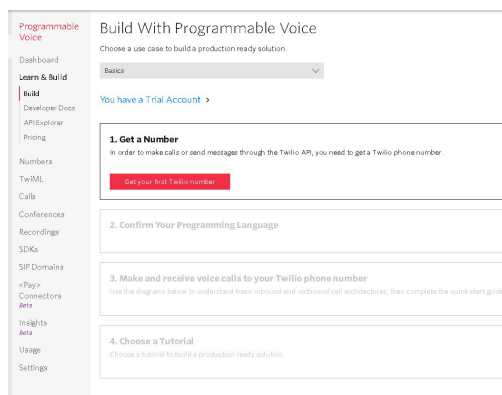 Programmable
Voice
Dashboard
Learn & Build
Build
Developer Docs
API Explorer
Pricing
Numbers
TwiML
Calls
Conferences
Recordings
SDKs
SIP Domains
<Pay>
Connectors
Beta
Insights
Beta
Usage
Settings
Build With Programmable Voice
Choose a use case to build a production ready solution.
Basics
You have a Trial Account >
1. Get a Number
In order to make calls or send messages through the Twilio API, you need to get a Twilio phone number.
Get your first Twilio number
2. Confirm Your Programming Language
3. Make and receive voice calls to your Twilio phone number
Use the diagrams below to understand basic inbound and outbound call architectures, then complete the quick start guid
4. Choose a Tutorial
Choose a tutorial to build a production ready solution.